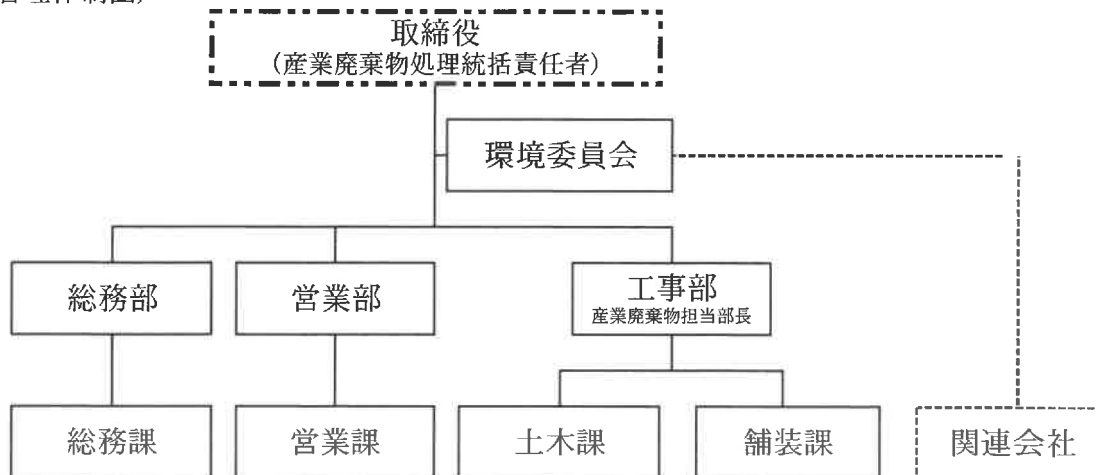 取締役
（産業廃棄物処理統括責任者）
環境委員会
総務部
営業部
工事部
産業廃棄物担当部長
総務課
営業課
土木課
舗装課
関連会社